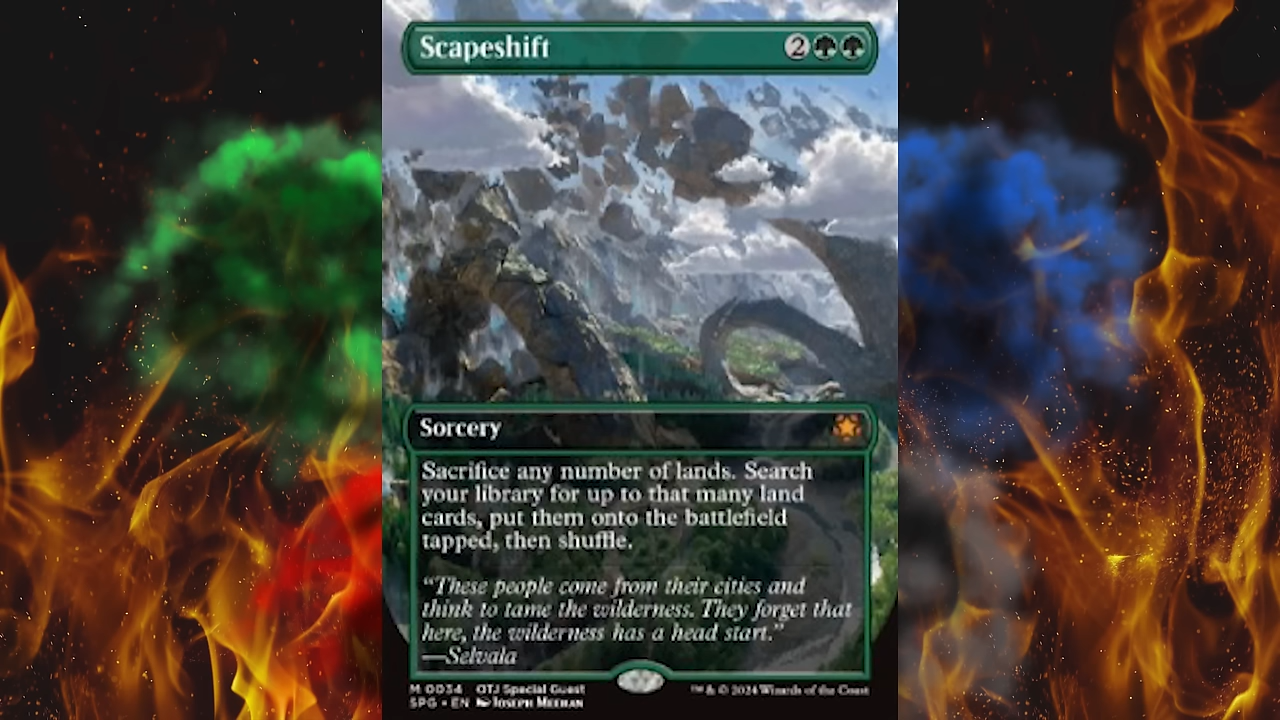 Scapeshift 2
Sorcery
Sacrifice any number of lands. Search
your library for up to that many land
cards, put them onto the battlefield
tapped, then shuffle.
“These people come from their cities and
think to tame the wilderness. They forget that
here, the wilderness has a head start.”
—Selvala
M 0034 OTJ Special Guest
SPG • EN Joseph Meehan
™ & © 2024 Wizards of the Coast